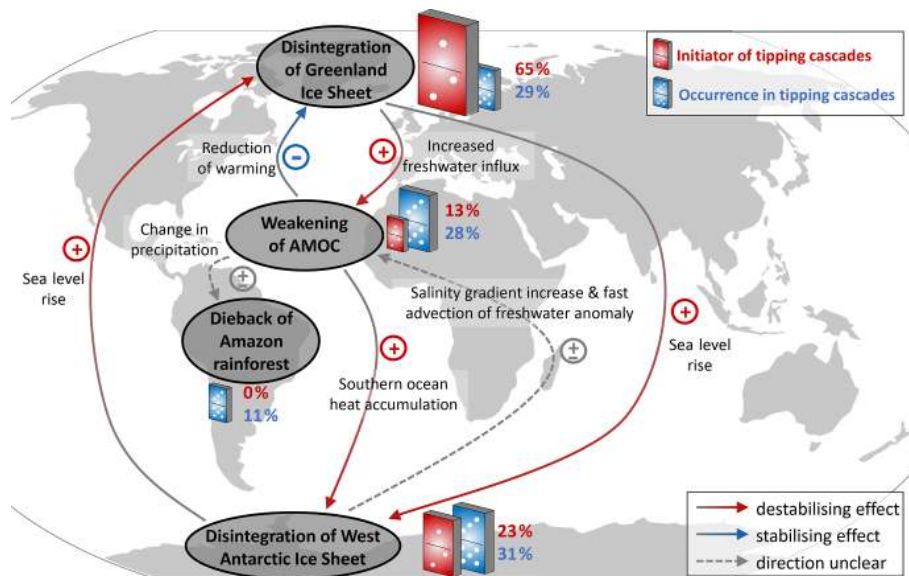 Disintegration
of Greenland
Ice Sheet
65%
29%
Initiator of tipping cascades
Occurrence in tipping cascades
Reduction
of warming
−
+
Increased
freshwater influx
Weakening
of AMOC
13%
28%
Change in
precipitation
±
+
Sea level
rise
Salinity gradient increase & fast
advection of freshwater anomaly
Dieback of
Amazon
rainforest
0%
11%
+
Southern ocean
heat accumulation
±
+
Sea level
rise
Disintegration of West
Antarctic Ice Sheet
23%
31%
destabilising effect
stabilising effect
direction unclear